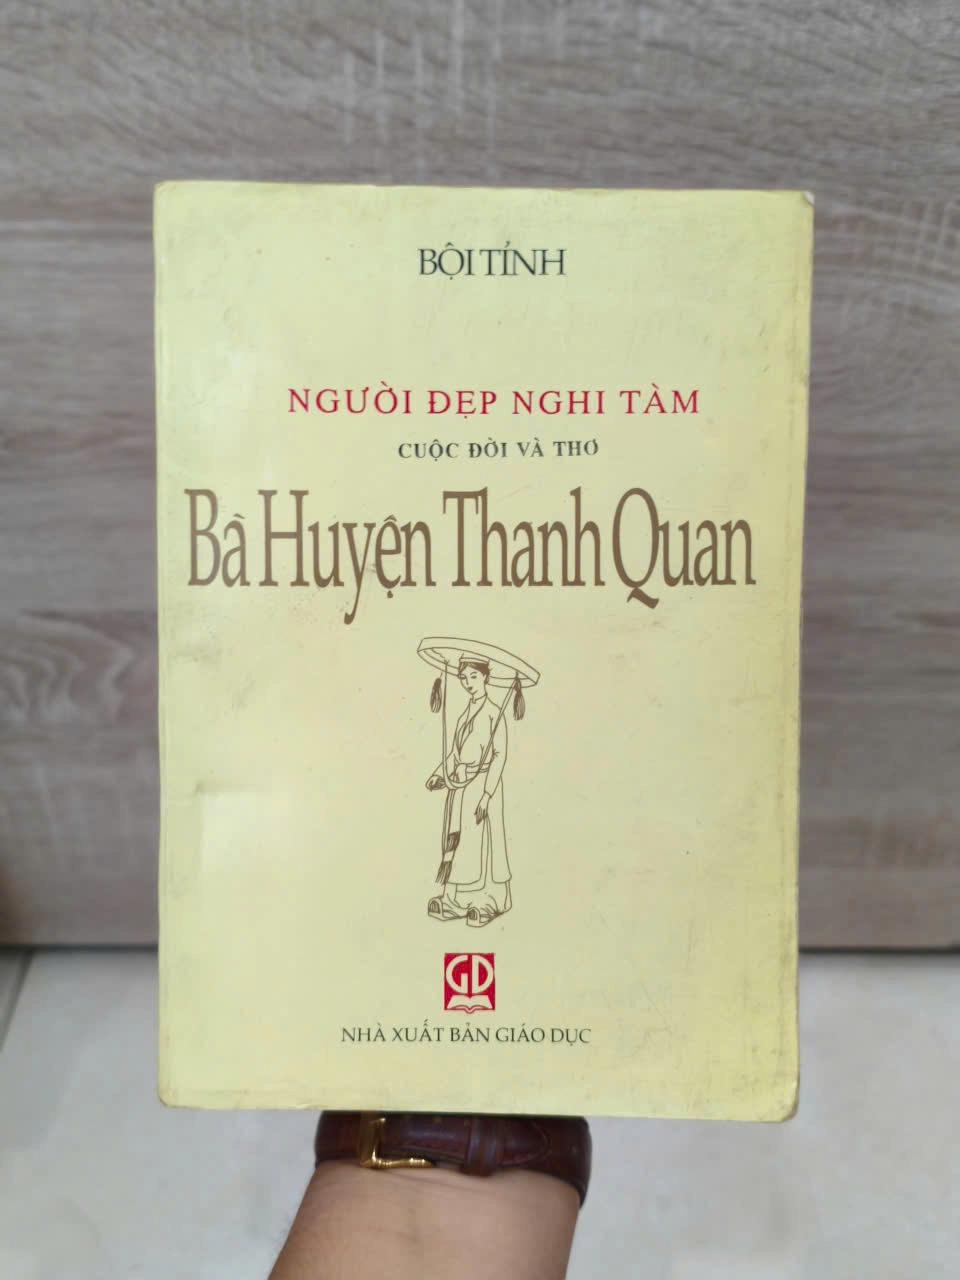 BỘI TỈNH
NGƯỜI ĐẸP NGHI TÀM
CUỘC ĐỜI VÀ THƠ
Bà Huyện Thanh Quan
GD
NHÀ XUẤT BẢN GIÁO DỤC